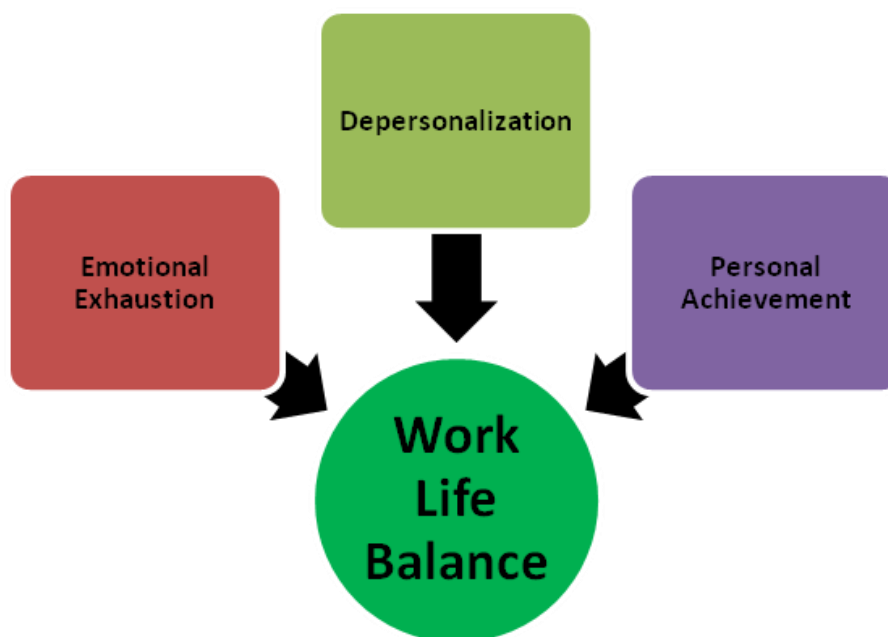 Depersonalization
Emotional
Exhaustion
Personal
Achievement
Work
Life
Balance